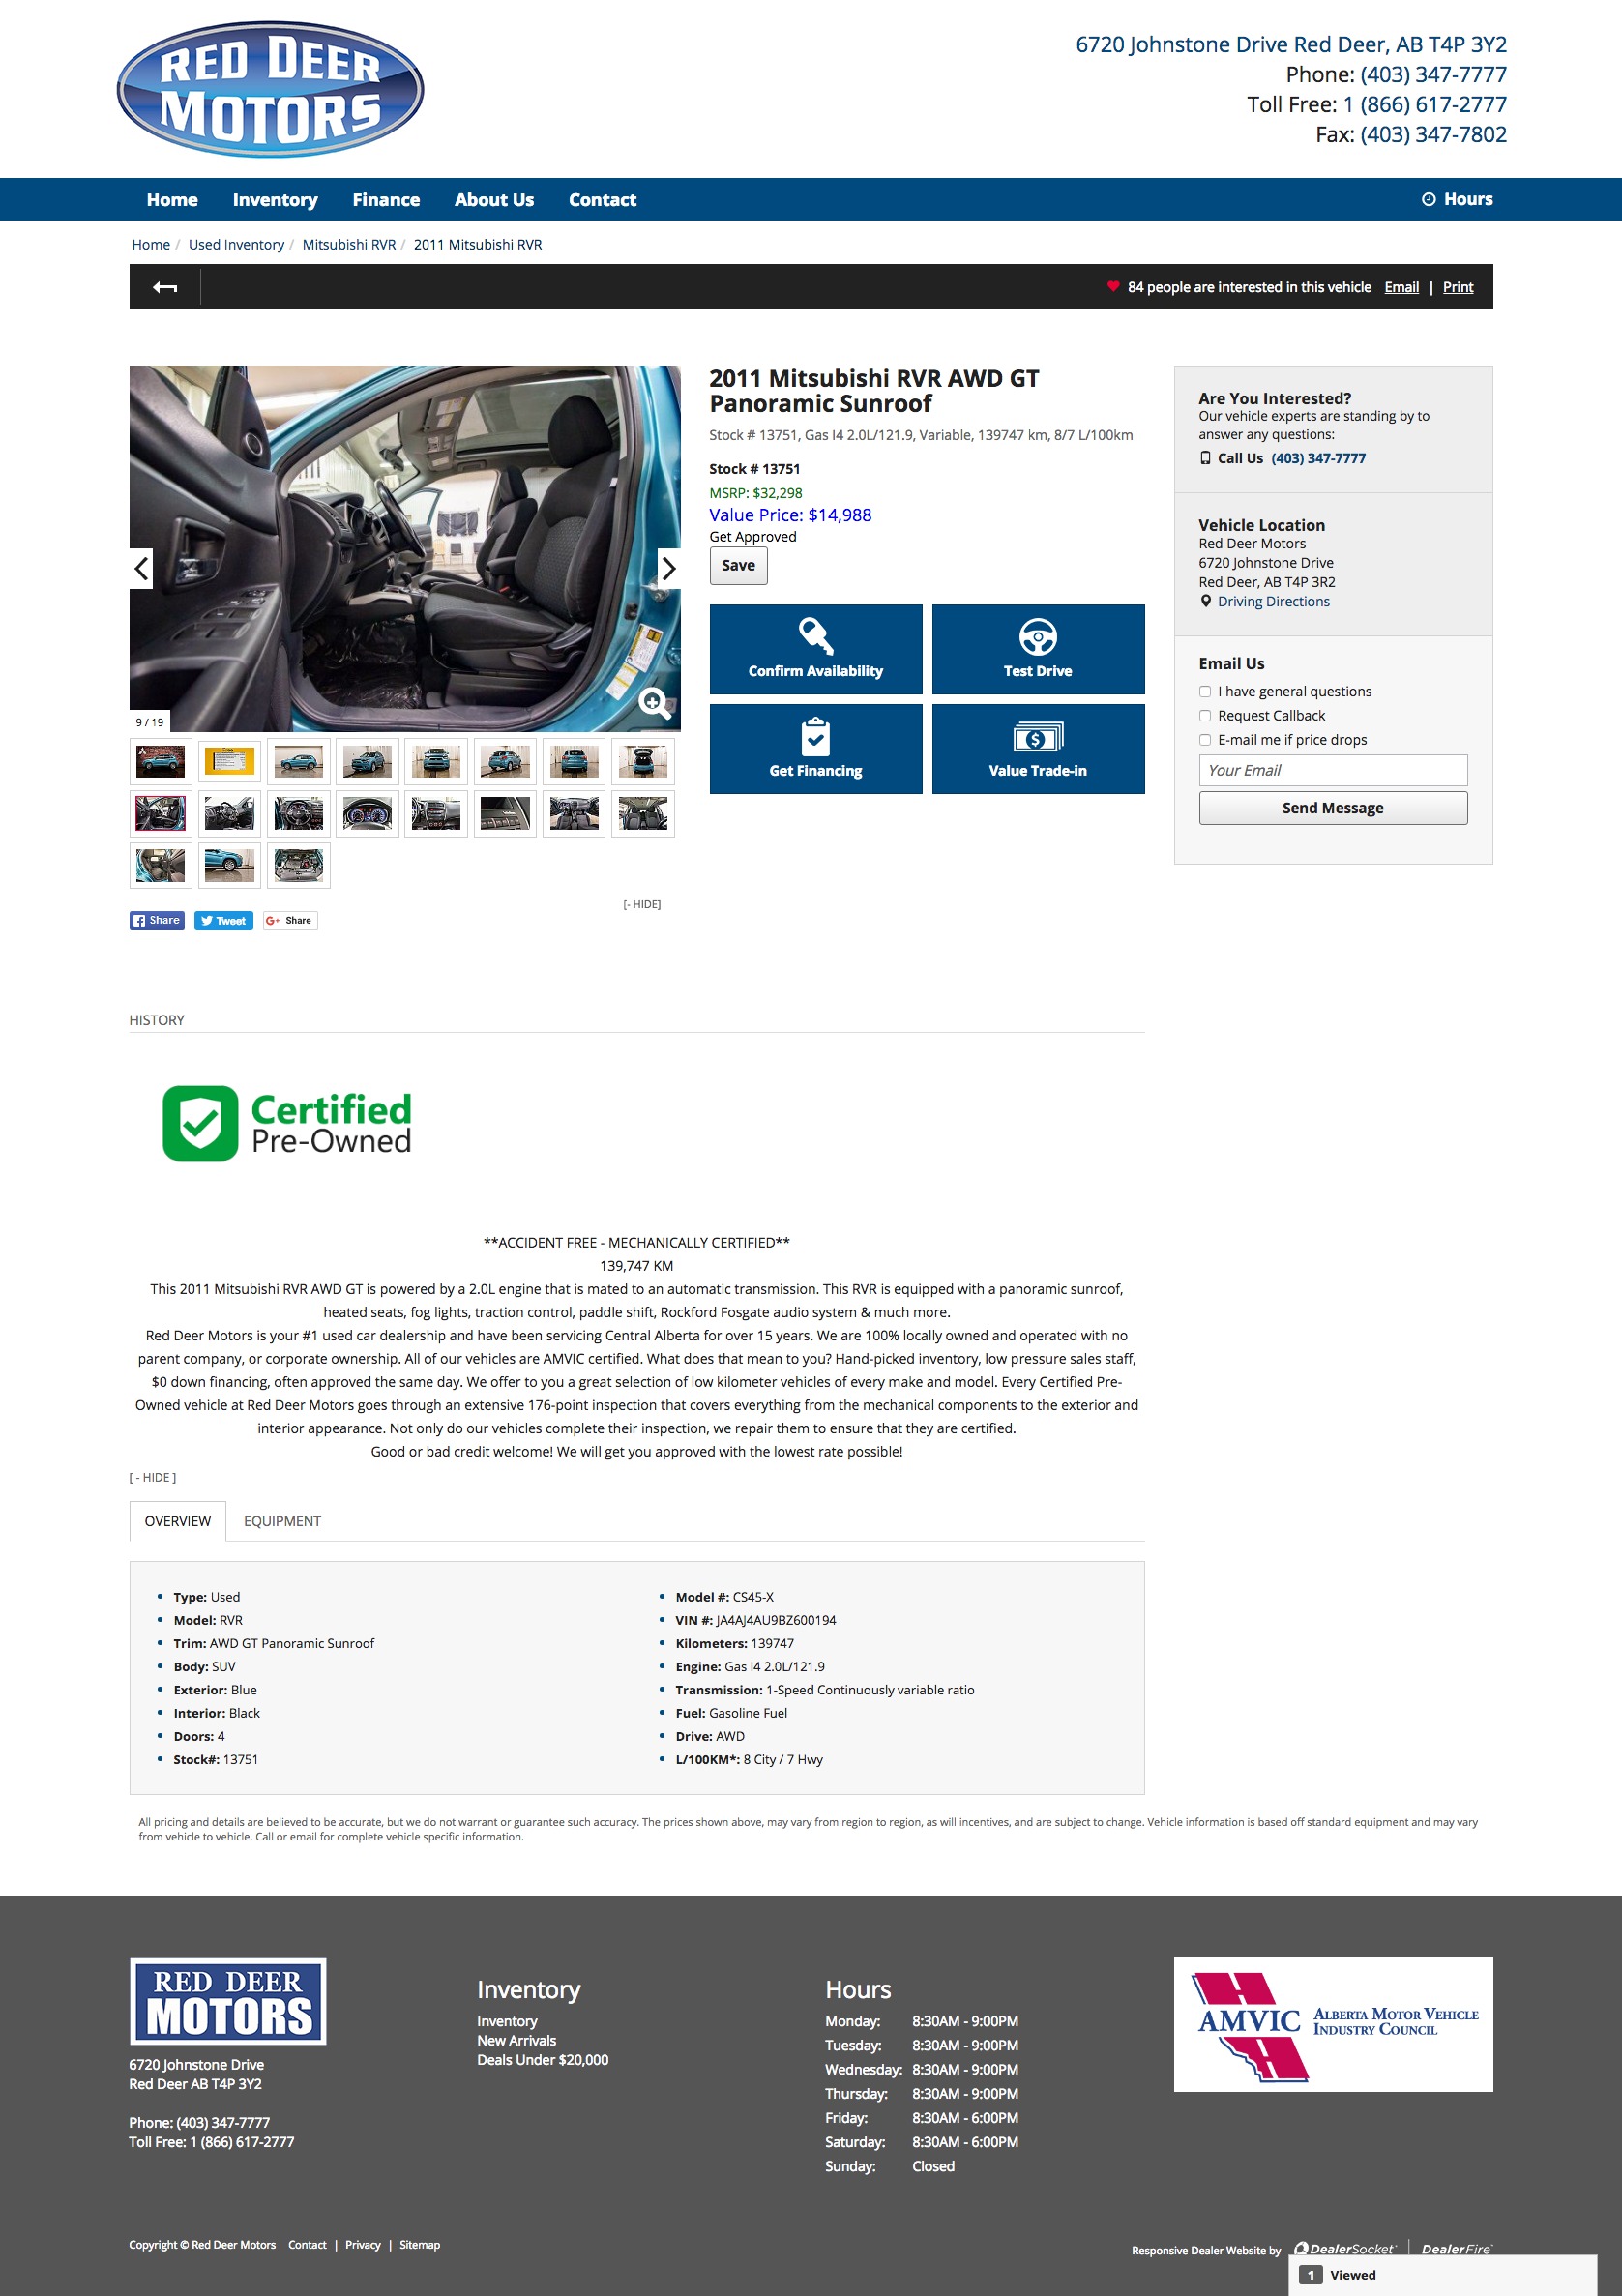 RED DEER
MOTORS
6720 Johnstone Drive Red Deer, AB T4P 3Y2
Phone: (403) 347-7777
Toll Free: 1 (866) 617-2777
Fax: (403) 347-7802
Home Inventory Finance About Us Contact Hours
Home / Used Inventory / Mitsubishi RVR / 2011 Mitsubishi RVR
84 people are interested in this vehicle Email | Print
9 / 19
[- HIDE]
Share Tweet Share
2011 Mitsubishi RVR AWD GT
Panoramic Sunroof
Stock # 13751, Gas I4 2.0L/121.9, Variable, 139747 km, 8/7 L/100km
Stock # 13751
MSRP: $32,298
Value Price: $14,988
Get Approved
Save
Confirm Availability
Test Drive
Get Financing
Value Trade-in
Are You Interested?
Our vehicle experts are standing by to
answer any questions:
Call Us (403) 347-7777
Vehicle Location
Red Deer Motors
6720 Johnstone Drive
Red Deer, AB T4P 3R2
Driving Directions
Email Us
I have general questions
Request Callback
E-mail me if price drops
Your Email
Send Message
HISTORY
Certified
Pre-Owned
**ACCIDENT FREE - MECHANICALLY CERTIFIED**
139,747 KM
This 2011 Mitsubishi RVR AWD GT is powered by a 2.0L engine that is mated to an automatic transmission. This RVR is equipped with a panoramic sunroof,
heated seats, fog lights, traction control, paddle shift, Rockford Fosgate audio system & much more.
Red Deer Motors is your #1 used car dealership and have been servicing Central Alberta for over 15 years. We are 100% locally owned and operated with no
parent company, or corporate ownership. All of our vehicles are AMVIC certified. What does that mean to you? Hand-picked inventory, low pressure sales staff,
$0 down financing, often approved the same day. We offer to you a great selection of low kilometer vehicles of every make and model. Every Certified Pre-
Owned vehicle at Red Deer Motors goes through an extensive 176-point inspection that covers everything from the mechanical components to the exterior and
interior appearance. Not only do our vehicles complete their inspection, we repair them to ensure that they are certified.
Good or bad credit welcome! We will get you approved with the lowest rate possible!
[ - HIDE ]
OVERVIEW EQUIPMENT
Type: Used
Model: RVR
Trim: AWD GT Panoramic Sunroof
Body: SUV
Exterior: Blue
Interior: Black
Doors: 4
Stock#: 13751
Model #: CS45-X
VIN #: JA4AJ4AU9BZ600194
Kilometers: 139747
Engine: Gas I4 2.0L/121.9
Transmission: 1-Speed Continuously variable ratio
Fuel: Gasoline Fuel
Drive: AWD
L/100KM*: 8 City / 7 Hwy
All pricing and details are believed to be accurate, but we do not warrant or guarantee such accuracy. The prices shown above, may vary from region to region, as will incentives, and are subject to change. Vehicle information is based off standard equipment and may vary
from vehicle to vehicle. Call or email for complete vehicle specific information.
RED DEER
MOTORS
6720 Johnstone Drive
Red Deer AB T4P 3Y2
Phone: (403) 347-7777
Toll Free: 1 (866) 617-2777
Inventory
Inventory
New Arrivals
Deals Under $20,000
Hours
Monday: 8:30AM - 9:00PM
Tuesday: 8:30AM - 9:00PM
Wednesday: 8:30AM - 9:00PM
Thursday: 8:30AM - 9:00PM
Friday: 8:30AM - 6:00PM
Saturday: 8:30AM - 6:00PM
Sunday: Closed
AMVIC
ALBERTA MOTOR VEHICLE
INDUSTRY COUNCIL
Copyright © Red Deer Motors Contact | Privacy | Sitemap
Responsive Dealer Website by DealerSocket | DealerFire
1 Viewed